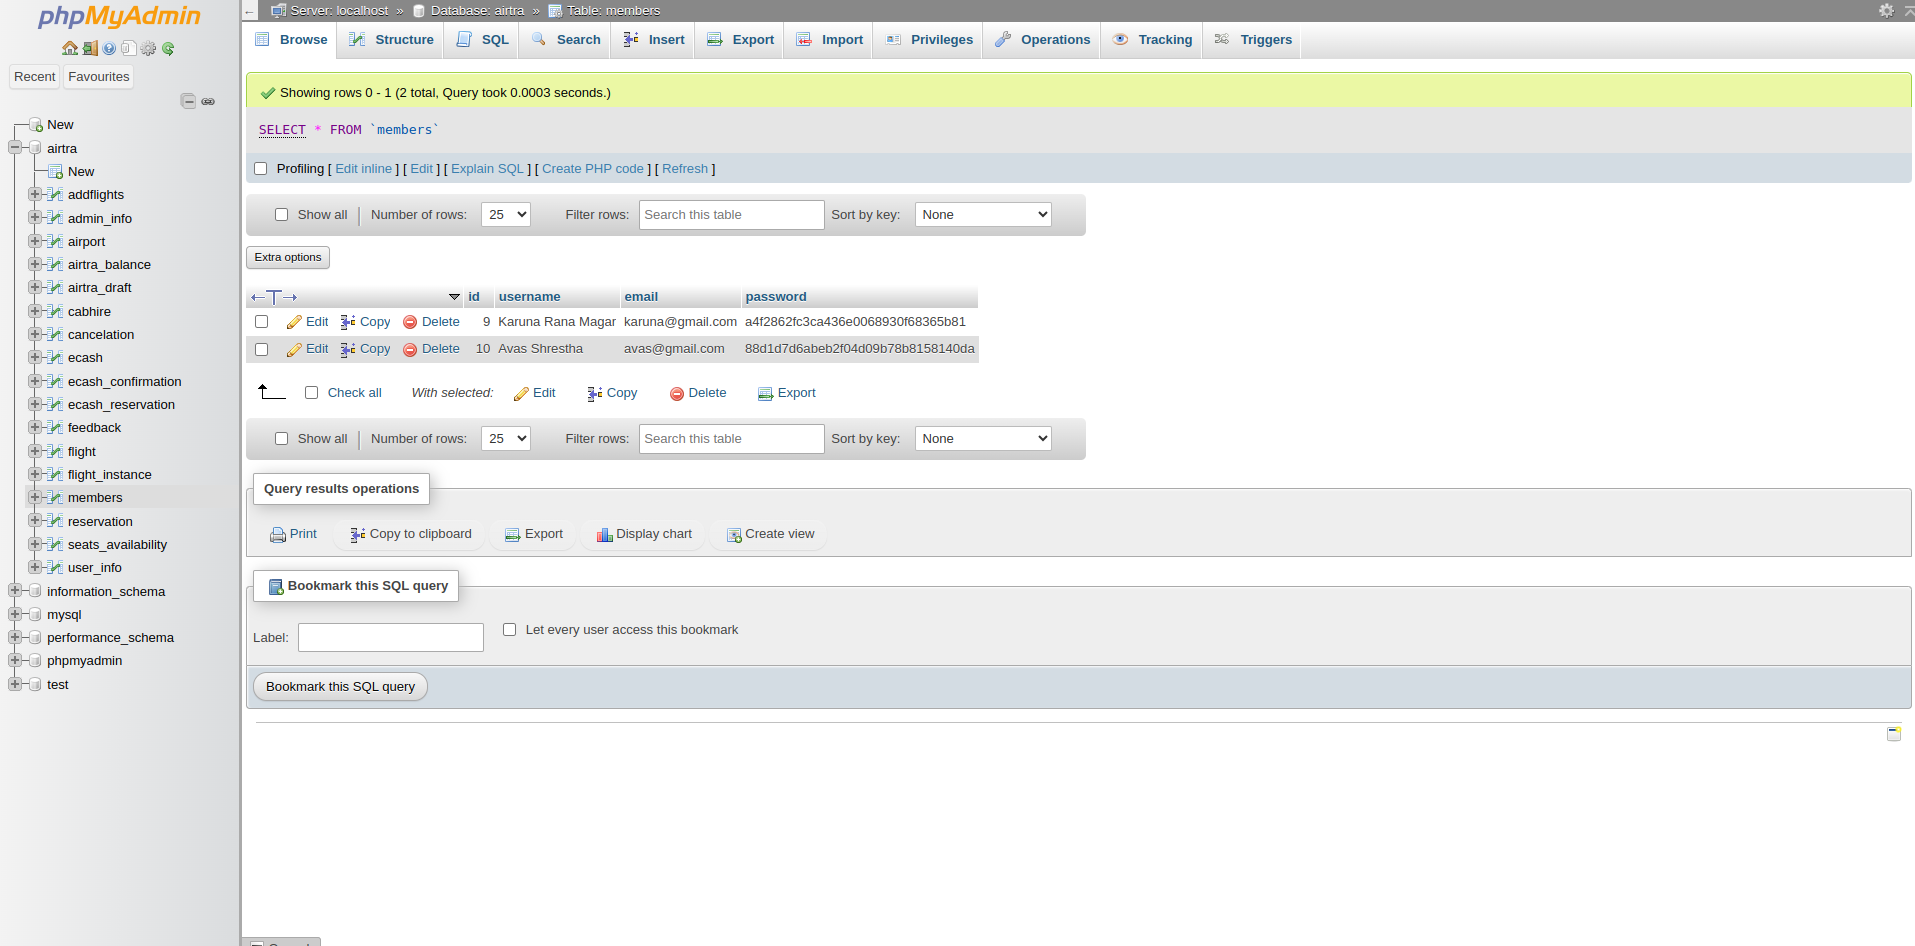 phpMyAdmin
Recent Favourites
New
airtra
New
addflights
admin_info
airport
airtra_balance
airtra_draft
cabhire
cancelation
ecash
ecash_confirmation
ecash_reservation
feedback
flight
flight_instance
members
reservation
seats_availability
user_info
information_schema
mysql
performance_schema
phpmyadmin
test
Server: localhost » Database: airtra » Table: members
Browse Structure SQL Search Insert Export Import Privileges Operations Tracking Triggers
Showing rows 0 - 1 (2 total, Query took 0.0003 seconds.)
SELECT * FROM `members`
Profiling [ Edit inline ] [ Edit ] [ Explain SQL ] [ Create PHP code ] [ Refresh ]
Show all | Number of rows: 25 Filter rows: Search this table Sort by key: None
Extra options
id username email password
Edit Copy Delete 9 Karuna Rana Magar karuna@gmail.com a4f2862fc3ca436e0068930f68365b81
Edit Copy Delete 10 Avas Shrestha avas@gmail.com 88d1d7d6abeb2f04d09b78b8158140da
Check all With selected: Edit Copy Delete Export
Show all | Number of rows: 25 Filter rows: Search this table Sort by key: None
Query results operations
Print Copy to clipboard Export Display chart Create view
Bookmark this SQL query
Label: Let every user access this bookmark
Bookmark this SQL query